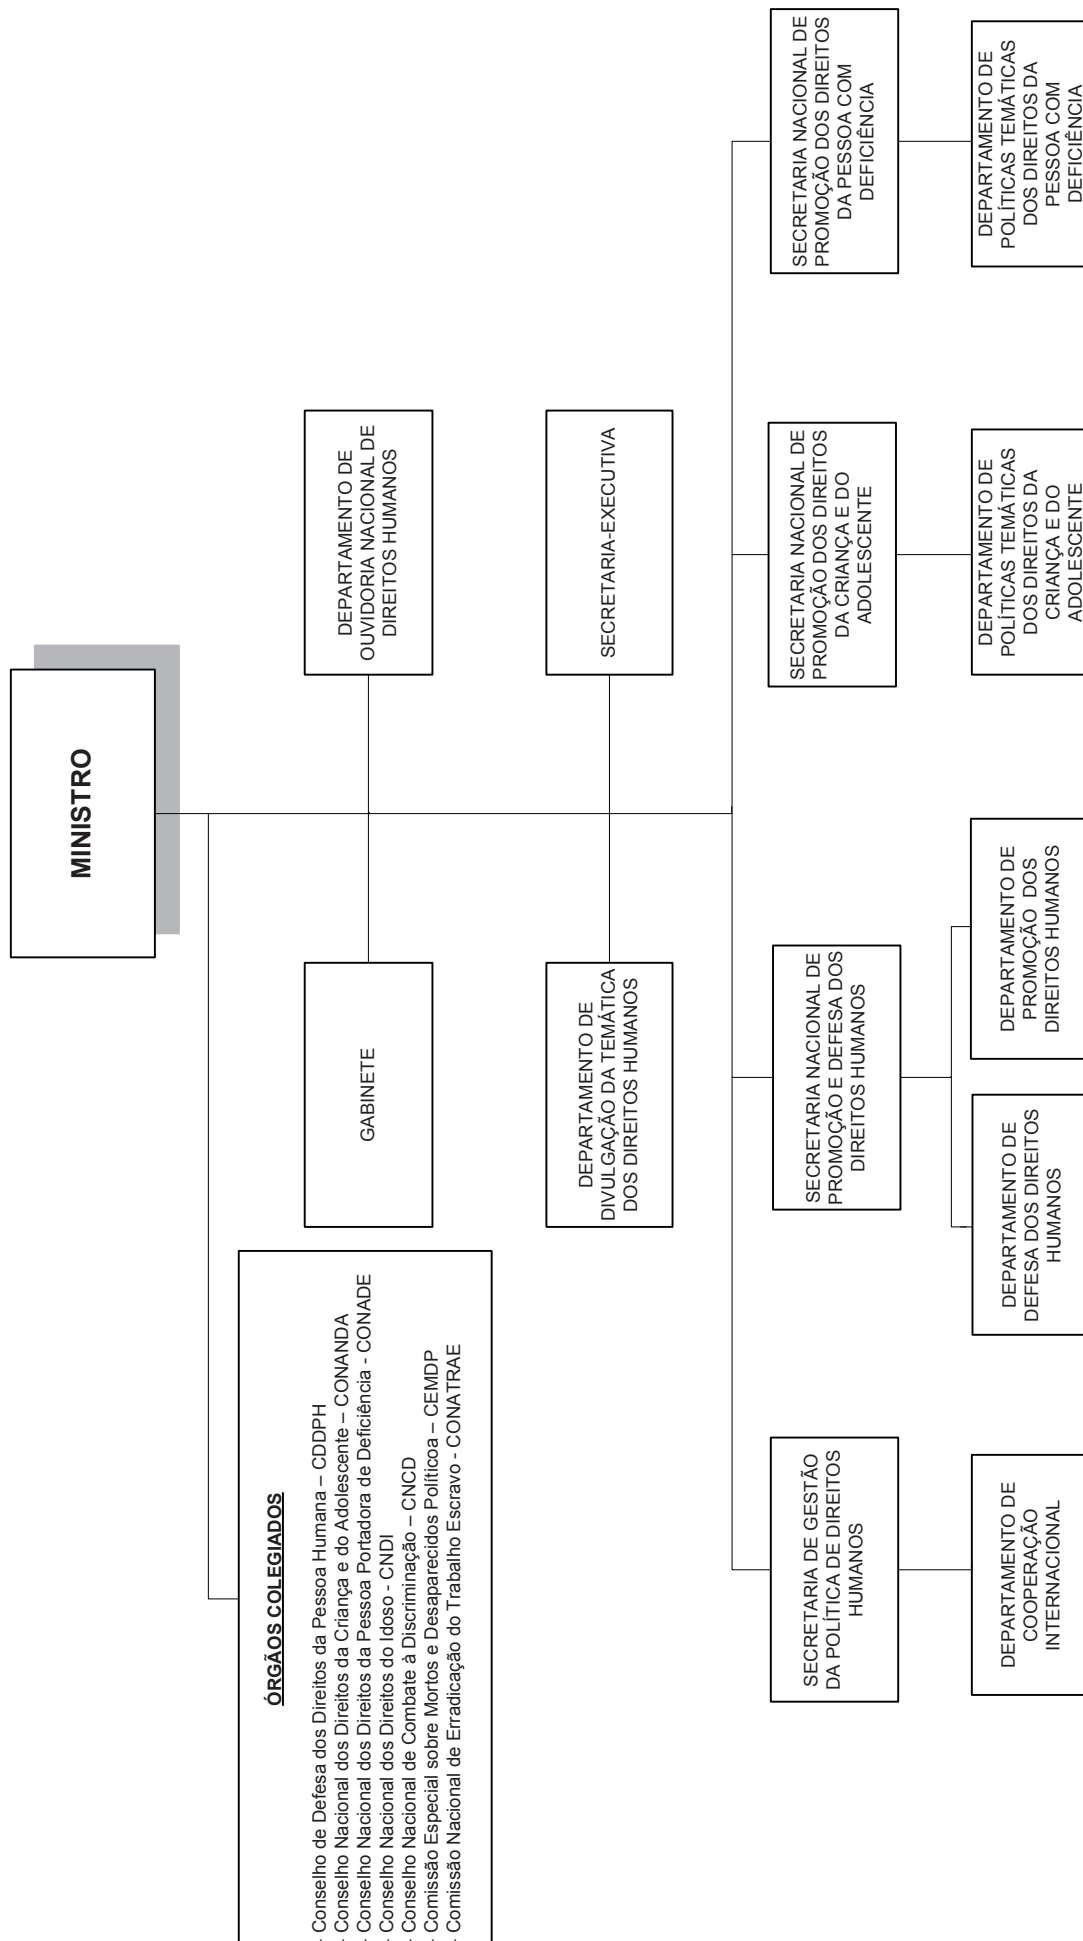 MINISTRO
ÓRGÃOS COLEGIADOS
- Conselho de Defesa dos Direitos da Pessoa Humana – CDDPH
- Conselho Nacional dos Direitos da Criança e do Adolescente – CONANDA
- Conselho Nacional dos Direitos da Pessoa Portadora de Deficiência - CONADE
- Conselho Nacional dos Direitos do Idoso - CNDI
- Conselho Nacional de Combate à Discriminação – CNCD
- Comissão Especial sobre Mortos e Desaparecidos Polítícoa – CEMDP
- Comissão Nacional de Erradicação do Trabalho Escravo - CONATRAE
GABINETE
DEPARTAMENTO DE
OUVIDORIA NACIONAL DE
DIREITOS HUMANOS
DEPARTAMENTO DE
DIVULGAÇÃO DA TEMÁTICA
DOS DIREITOS HUMANOS
SECRETARIA-EXECUTIVA
SECRETARIA DE GESTÃO
DA POLÍTICA DE DIREITOS
HUMANOS
SECRETARIA NACIONAL DE
PROMOÇÃO E DEFESA DOS
DIREITOS HUMANOS
SECRETARIA NACIONAL DE
PROMOÇÃO DOS DIREITOS
DA CRIANÇA E DO
ADOLESCENTE
SECRETARIA NACIONAL DE
PROMOÇÃO DOS DIREITOS
DA PESSOA COM
DEFICIÊNCIA
DEPARTAMENTO DE
COOPERAÇÃO
INTERNACIONAL
DEPARTAMENTO DE
DEFESA DOS DIREITOS
HUMANOS
DEPARTAMENTO DE
PROMOÇÃO DOS
DIREITOS HUMANOS
DEPARTAMENTO DE
POLÍTICAS TEMÁTICAS
DOS DIREITOS DA
CRIANÇA E DO
ADOLESCENTE
DEPARTAMENTO DE
POLÍTICAS TEMÁTICAS
DOS DIREITOS DA
PESSOA COM
DEFICIÊNCIA